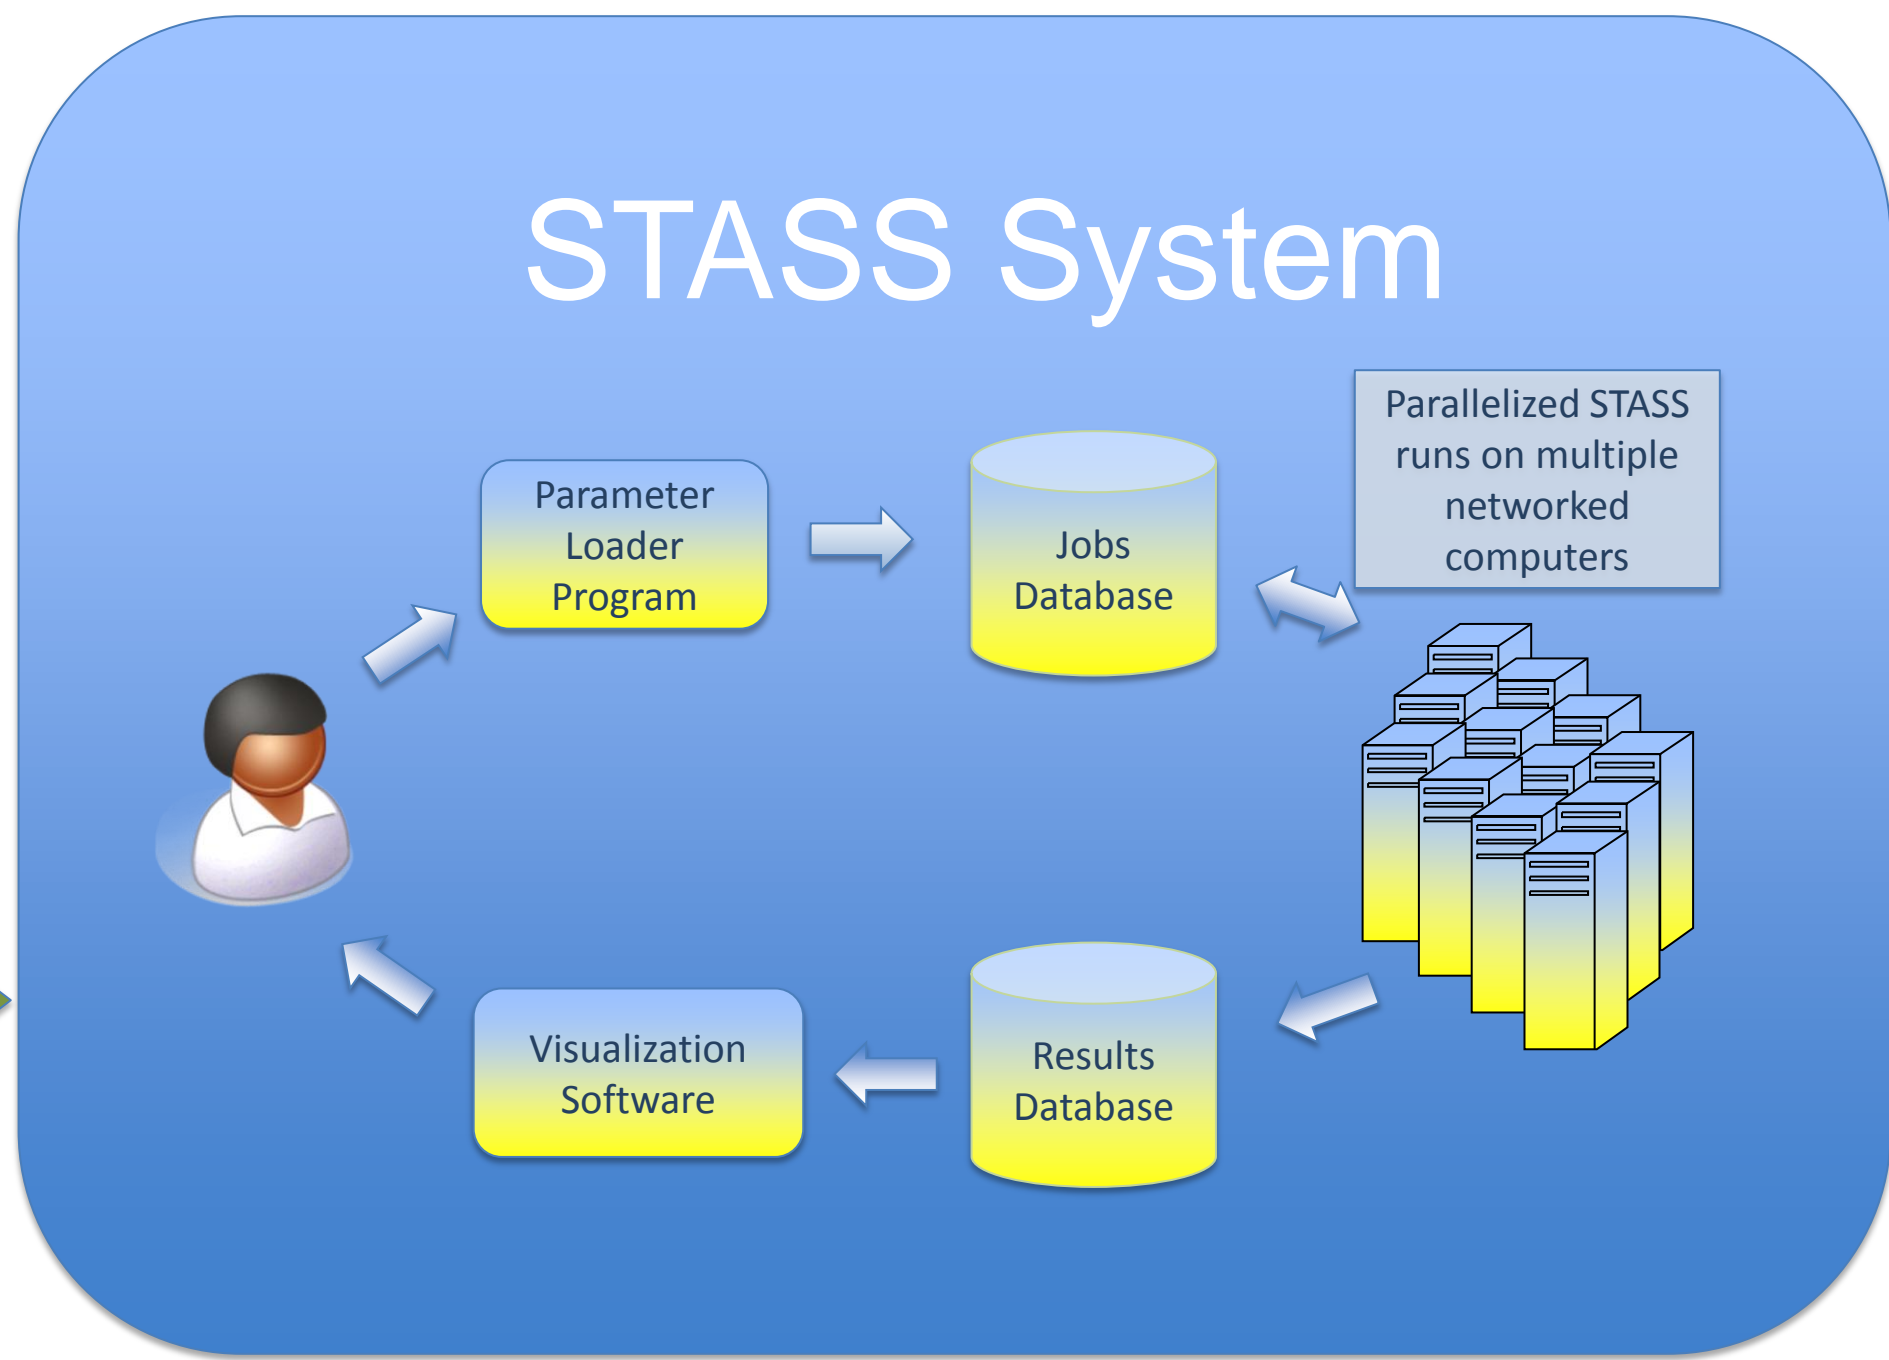 STASS System
Parameter
Loader
Program
Jobs
Database
Parallelized STASS
runs on multiple
networked
computers
Visualization
Software
Results
Database